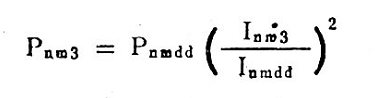 Pnm3 = Pnmdd (Inm3 / Inmdd)²